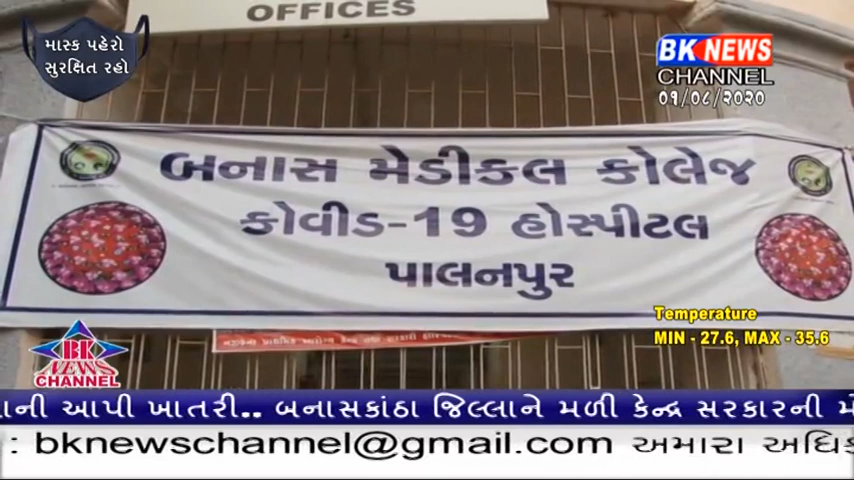 OFFICES
માસ્ક પહેરો
સુરક્ષિત રહો
BK NEWS
CHANNEL
૦૧/૦૮/૨૦૨૦
બનાસ મેડીકલ કોલેજ
કોવીડ-19 હોસ્પીટલ
પાલનપુર
Temperature
MIN - 27.6, MAX - 35.6
BK
NEWS
CHANNEL
આપી ખાતરી.. બનાસકાંઠા જિલ્લાને મળી કેન્દ્ર સરકારની
: bknewschannel@gmail.com અમારા